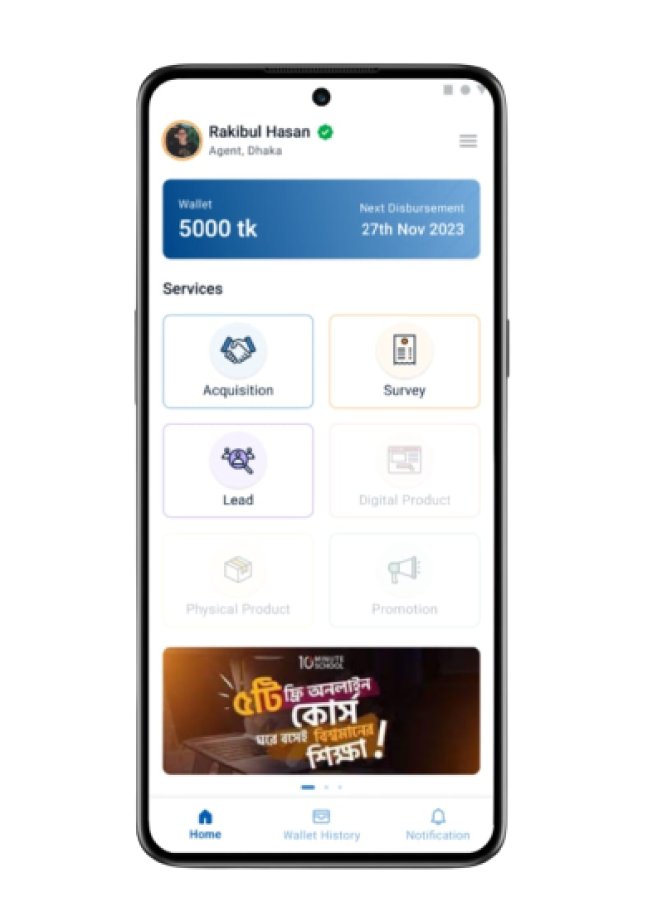 Rakibul Hasan
Agent, Dhaka
Wallet
5000 tk
Next Disbursement
27th Nov 2023
Services
Acquisition
Survey
Lead
Digital Product
Physical Product
Promotion
10 MINUTE SCHOOL
৫টি ফ্রি অনলাইন
কোর্স
ঘরে বসেই বিশ্বমানের
শিক্ষা!
Home
Wallet History
Notification